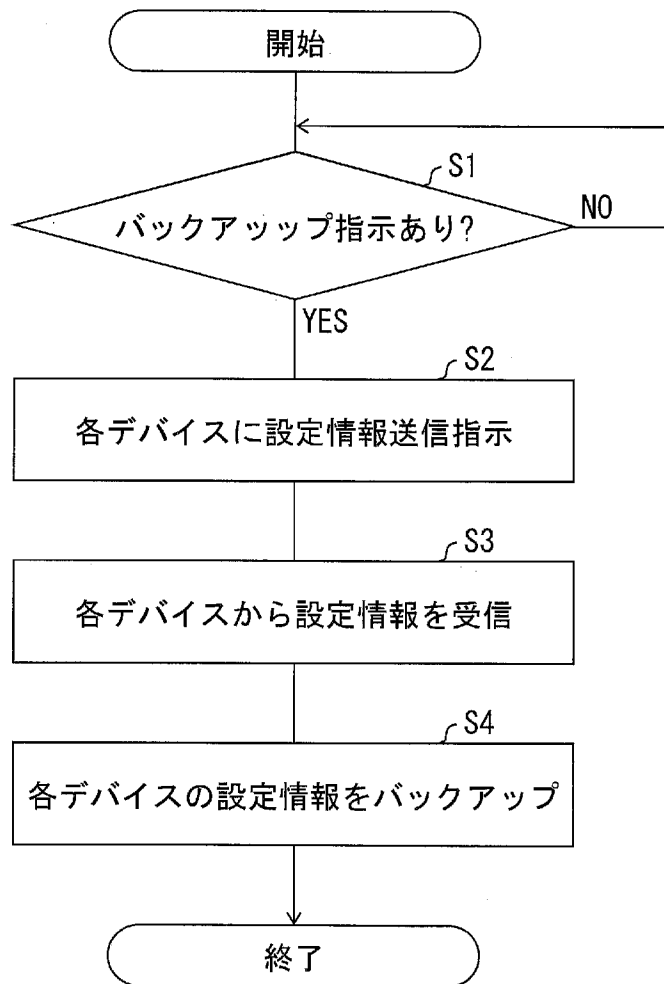 開始
S1
バックアッップ指示あり?
NO
YES
S2
各デバイスに設定情報送信指示
S3
各デバイスから設定情報を受信
S4
各デバイスの設定情報をバックアップ
終了